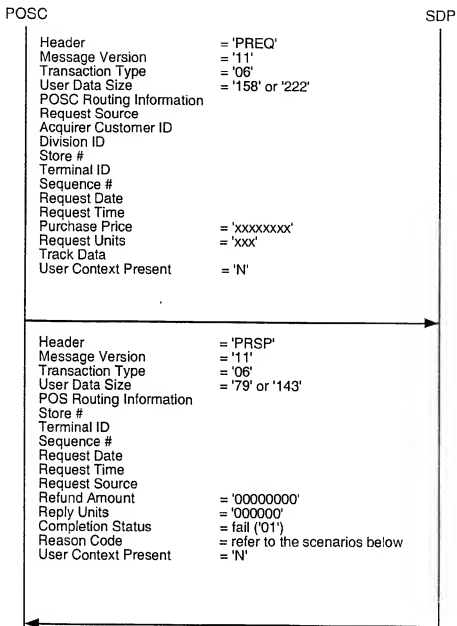 POSC SDP
Header = 'PREQ'
Message Version = '11'
Transaction Type = '06'
User Data Size = '158' or '222'
POSC Routing Information
Request Source
Acquirer Customer ID
Division ID
Store #
Terminal ID
Sequence #
Request Date
Request Time
Purchase Price = 'xxxxxxxx'
Request Units = 'xxx'
Track Data
User Context Present = 'N'
Header = 'PRSP'
Message Version = '11'
Transaction Type = '06'
User Data Size = '79' or '143'
POS Routing Information
Store #
Terminal ID
Sequence #
Request Date
Request Time
Request Source
Refund Amount = '00000000'
Reply Units = '000000'
Completion Status = fail ('01')
Reason Code = refer to the scenarios below
User Context Present = 'N'